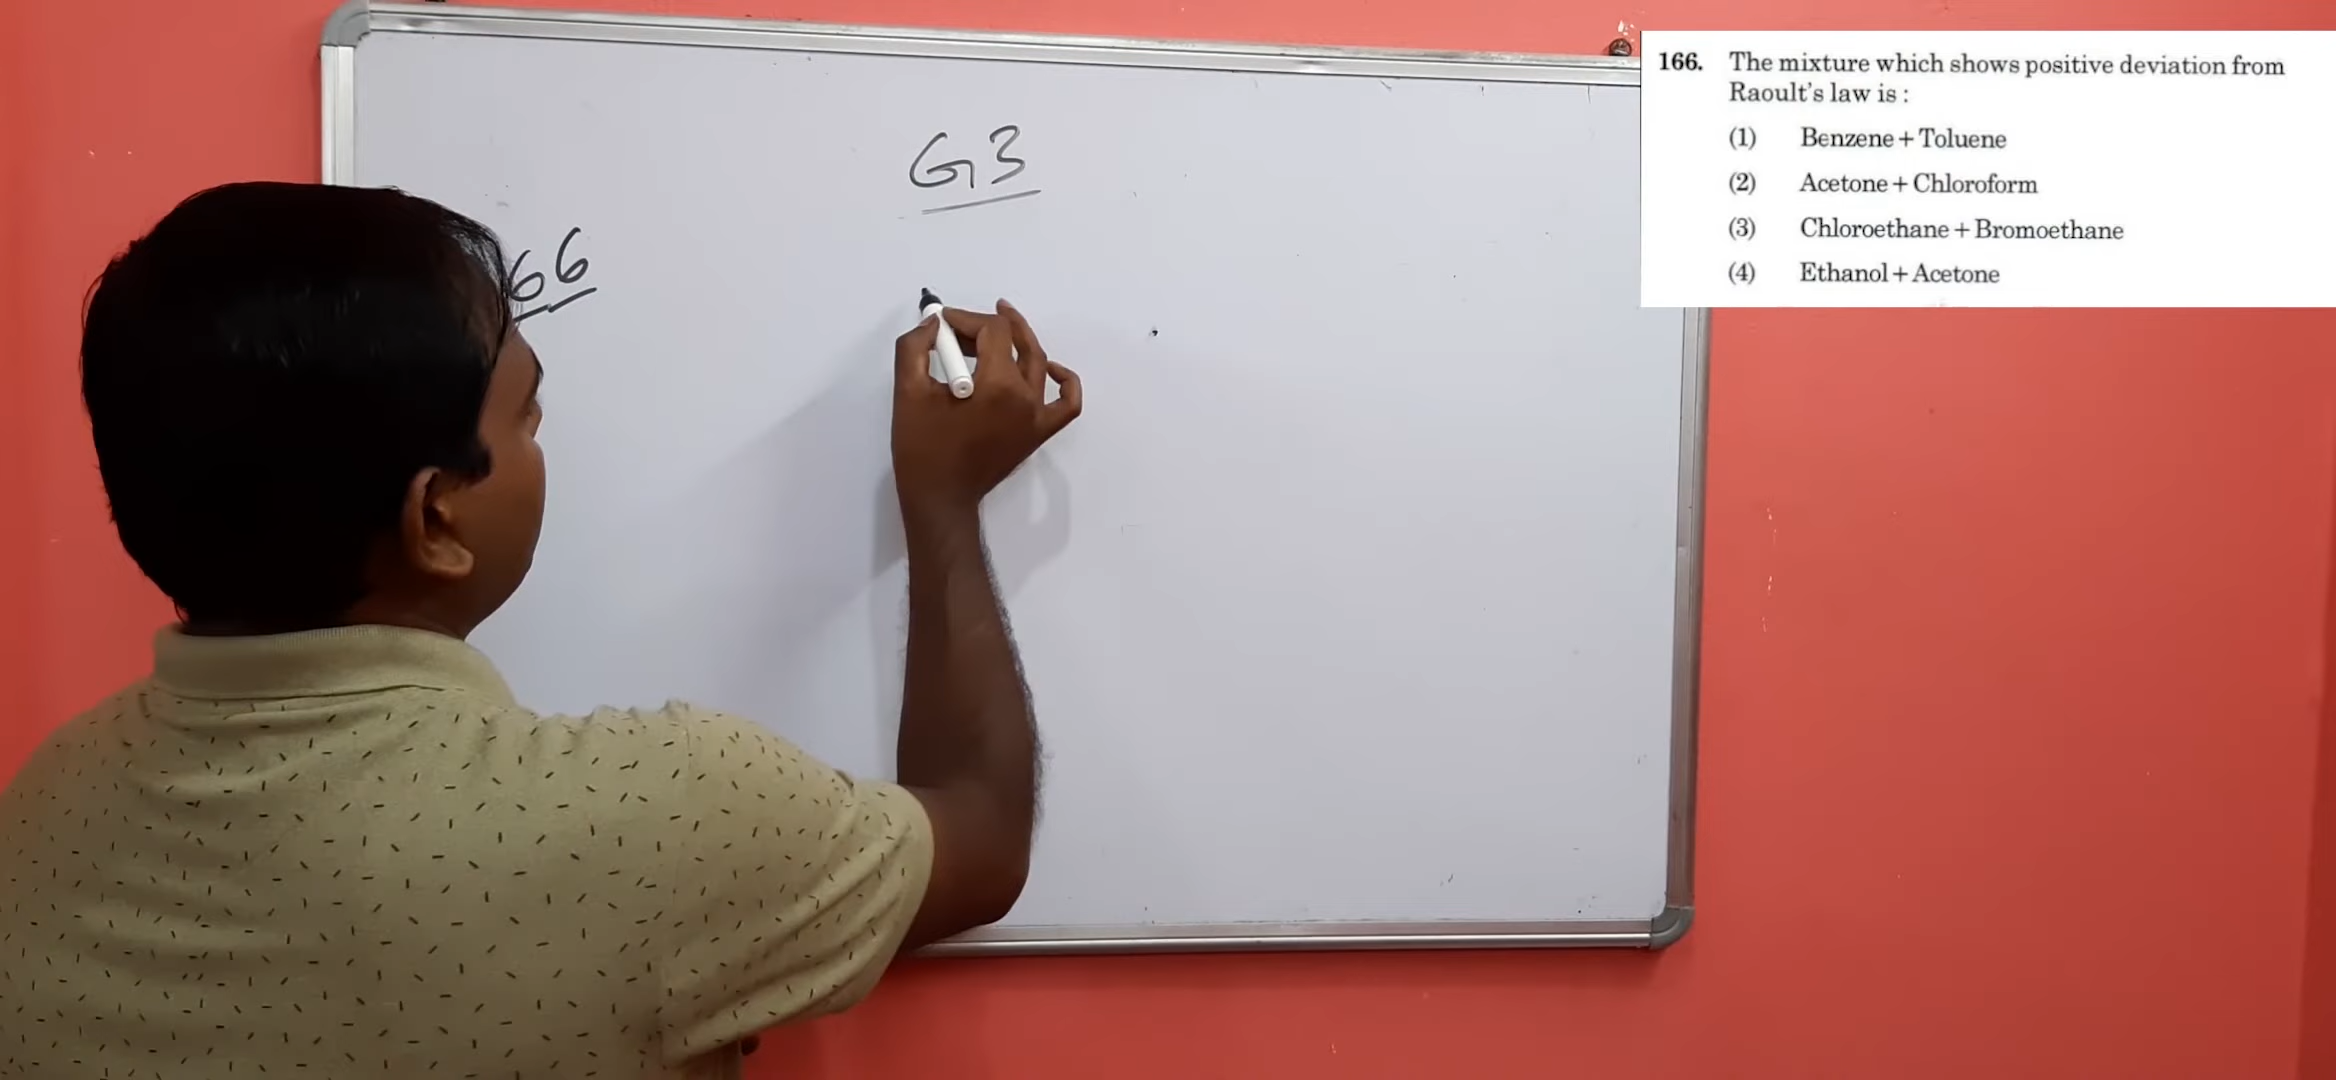 G3
66
166. The mixture which shows positive deviation from
Raoult's law is :
(1) Benzene + Toluene
(2) Acetone + Chloroform
(3) Chloroethane + Bromoethane
(4) Ethanol + Acetone